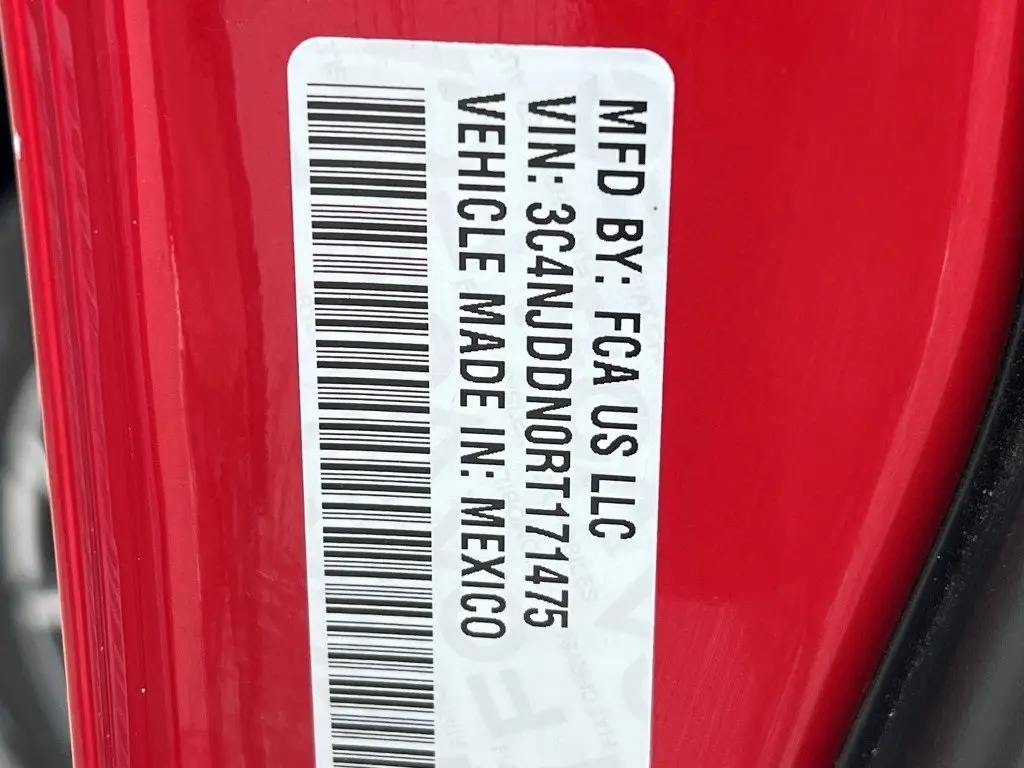 MFD BY: FCA US LLC
VIN: 3C4NJDDN0RT171475
VEHICLE MADE IN: MEXICO